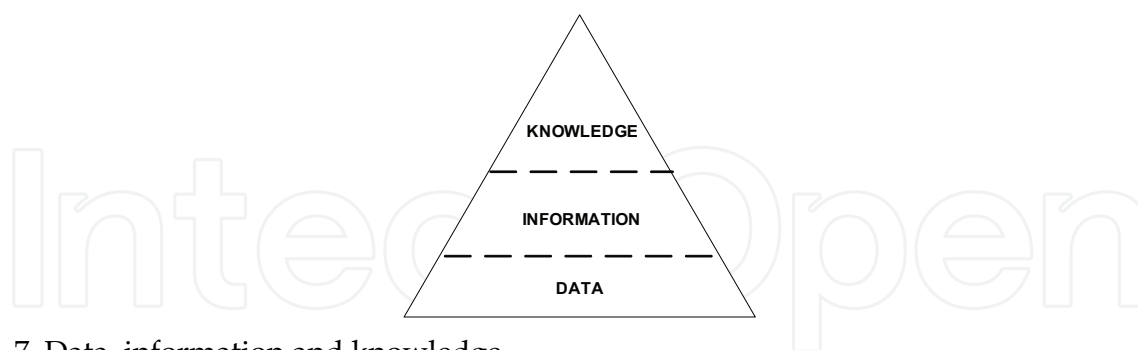 KNOWLEDGE
INFORMATION
DATA
IntechOpen
7. Data, information and knowledge